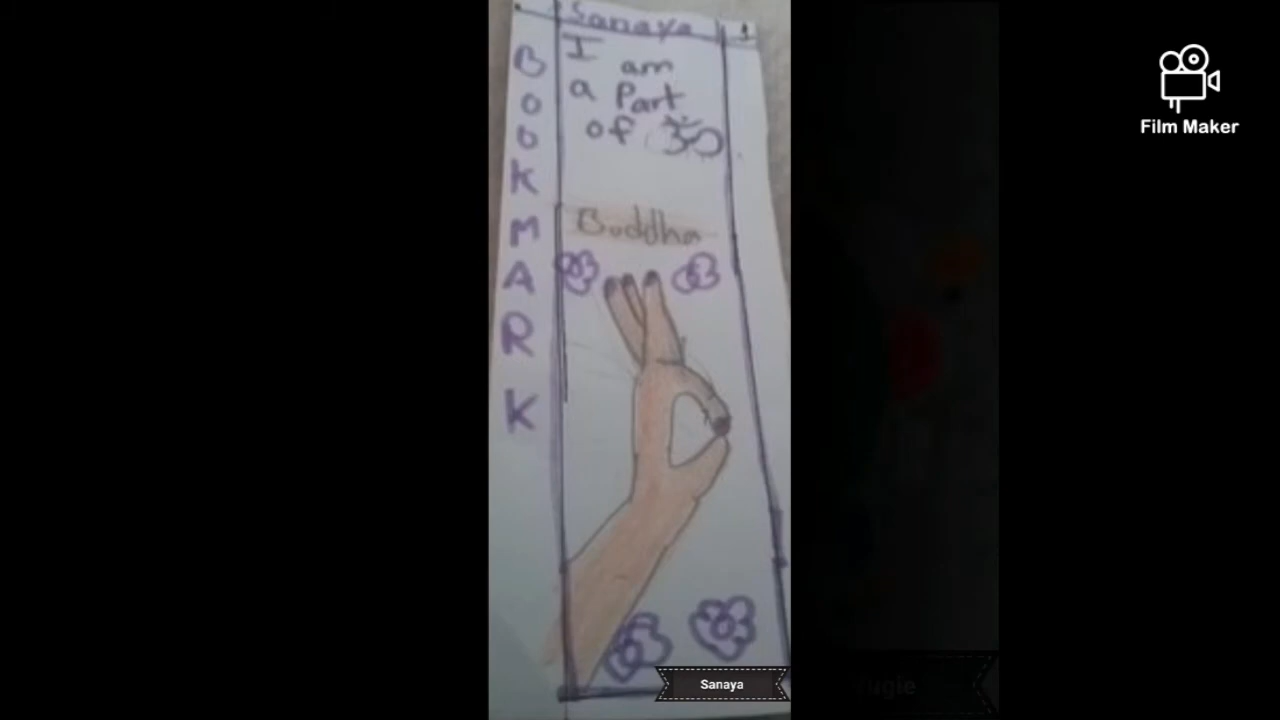 Sanaya
I
am
a Part
of ॐ
BOOKMARK
Buddha
Sanaya
Film Maker